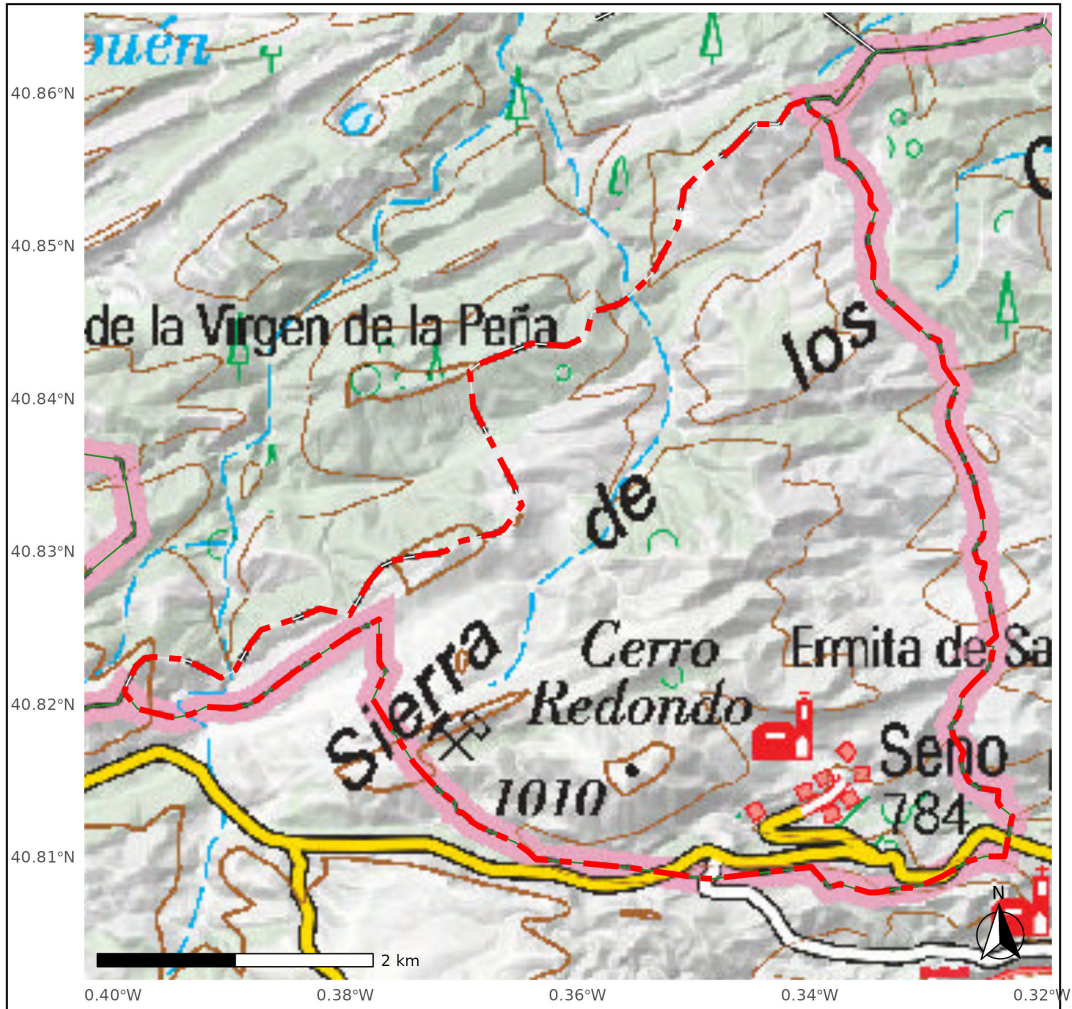 40.86°N
40.85°N
40.84°N
40.83°N
40.82°N
40.81°N
de la Virgen de la Peña
los
de
Sierra
Cerro
Redondo
1010
Ermita de Sa
Seno
784
N
2 km
0.40°W
0.38°W
0.36°W
0.34°W
0.32°W